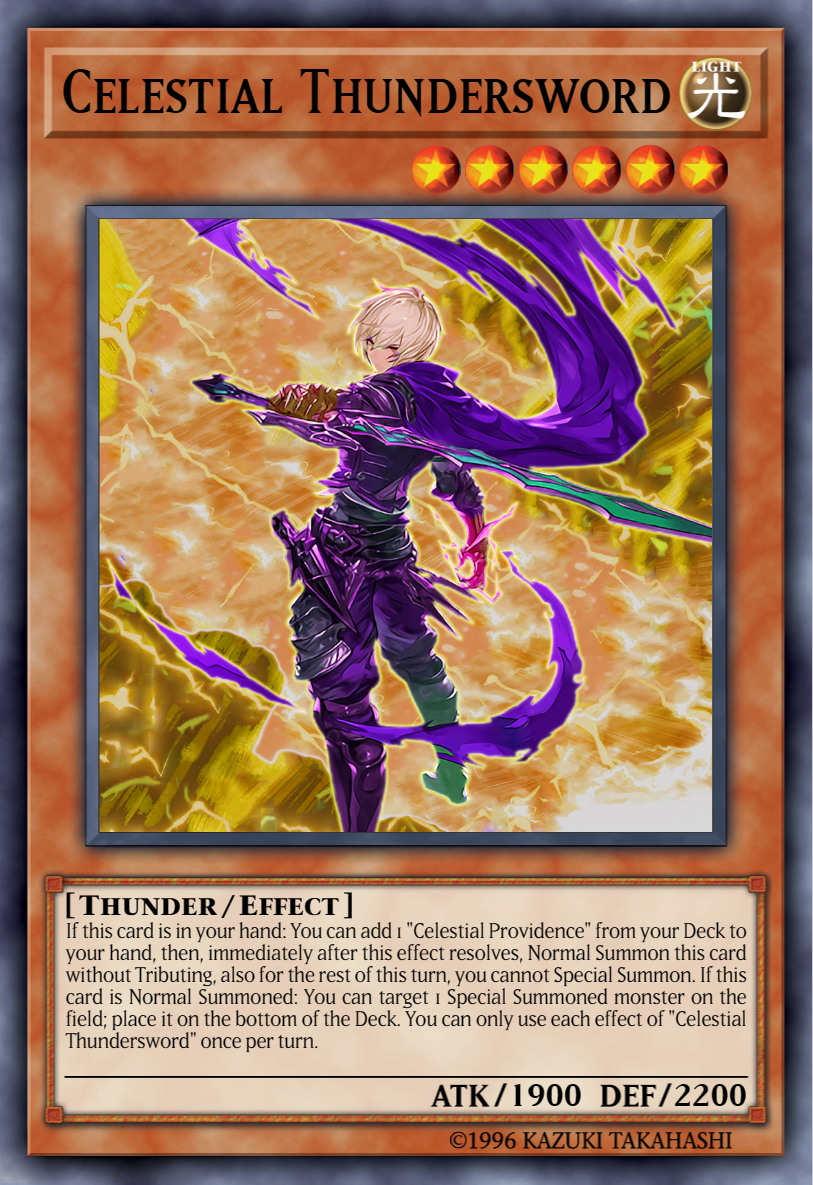 Celestial Thundersword
LIGHT
光
[Thunder/Effect]
If this card is in your hand: You can add 1 "Celestial Providence" from your Deck to
your hand, then, immediately after this effect resolves, Normal Summon this card
without Tributing, also for the rest of this turn, you cannot Special Summon. If this
card is Normal Summoned: You can target 1 Special Summoned monster on the
field; place it on the bottom of the Deck. You can only use each effect of "Celestial
Thundersword" once per turn.
ATK/1900 DEF/2200
©1996 KAZUKI TAKAHASHI